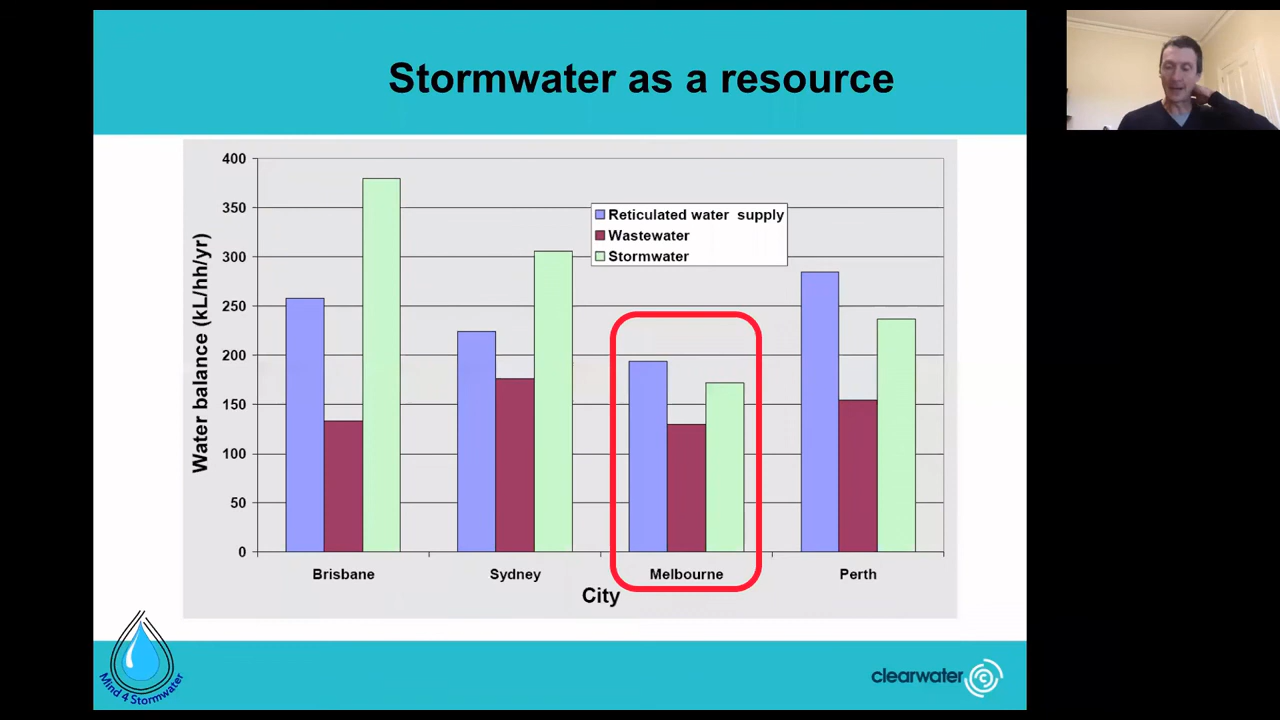 Stormwater as a resource
Water balance (kL/hh/yr)
400
350
300
250
200
150
100
50
0
Reticulated water supply
Wastewater
Stormwater
Brisbane
Sydney
Melbourne
Perth
City
Mind 4 Stormwater
clearwater
c